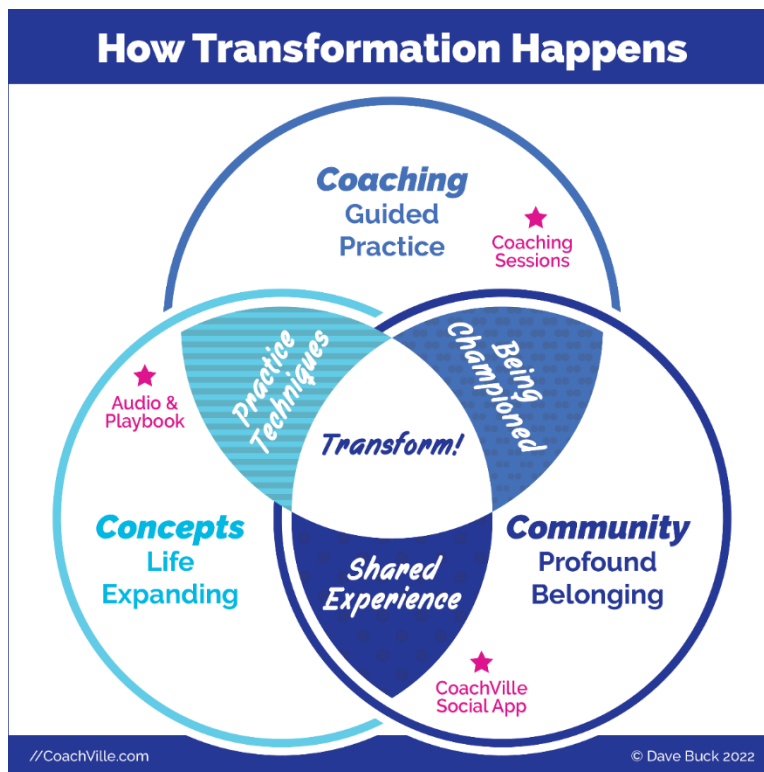 How Transformation Happens
Coaching
Guided
Practice
Coaching
Sessions
Practice
Techniques
Being
Championed
Audio &
Playbook
Transform!
Concepts
Life
Expanding
Community
Profound
Belonging
Shared
Experience
CoachVille
Social App
//CoachVille.com
© Dave Buck 2022